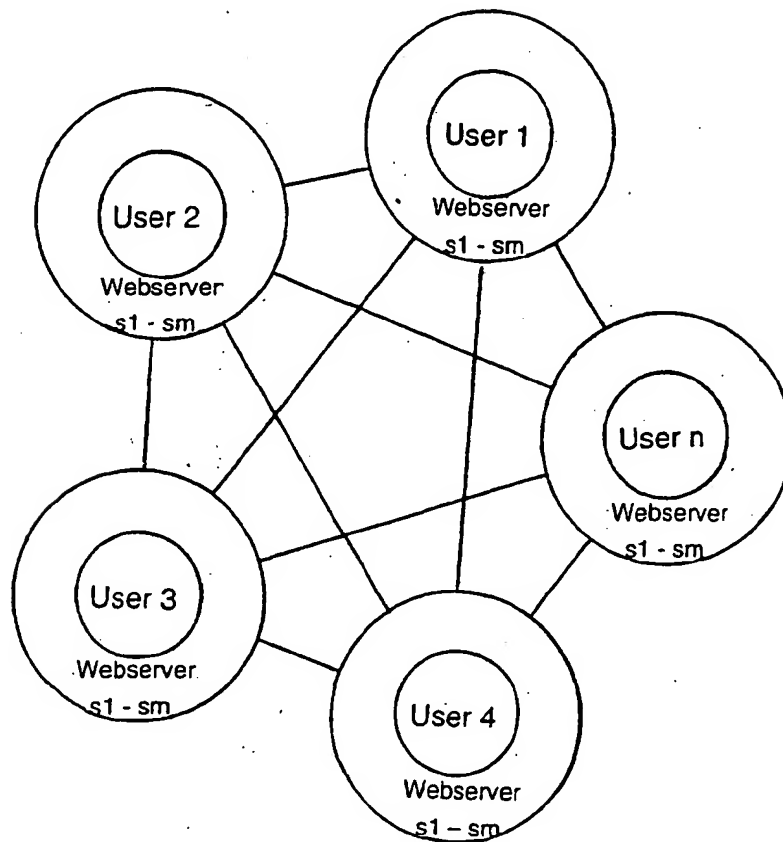 User 1
Webserver
s1 - sm
User 2
Webserver
s1 - sm
User n
Webserver
s1 - sm
User 3
Webserver
s1 - sm
User 4
Webserver
s1 – sm